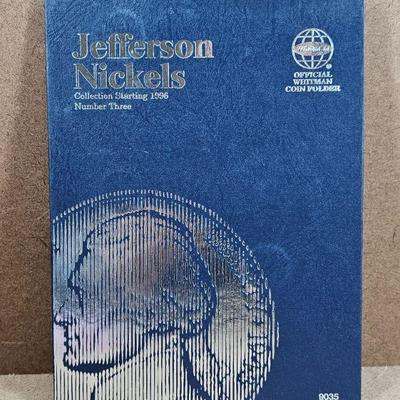 Jefferson
Nickels
Collection Starting 1996
Number Three
OFFICIAL
WHITMAN
COIN FOLDER
9035